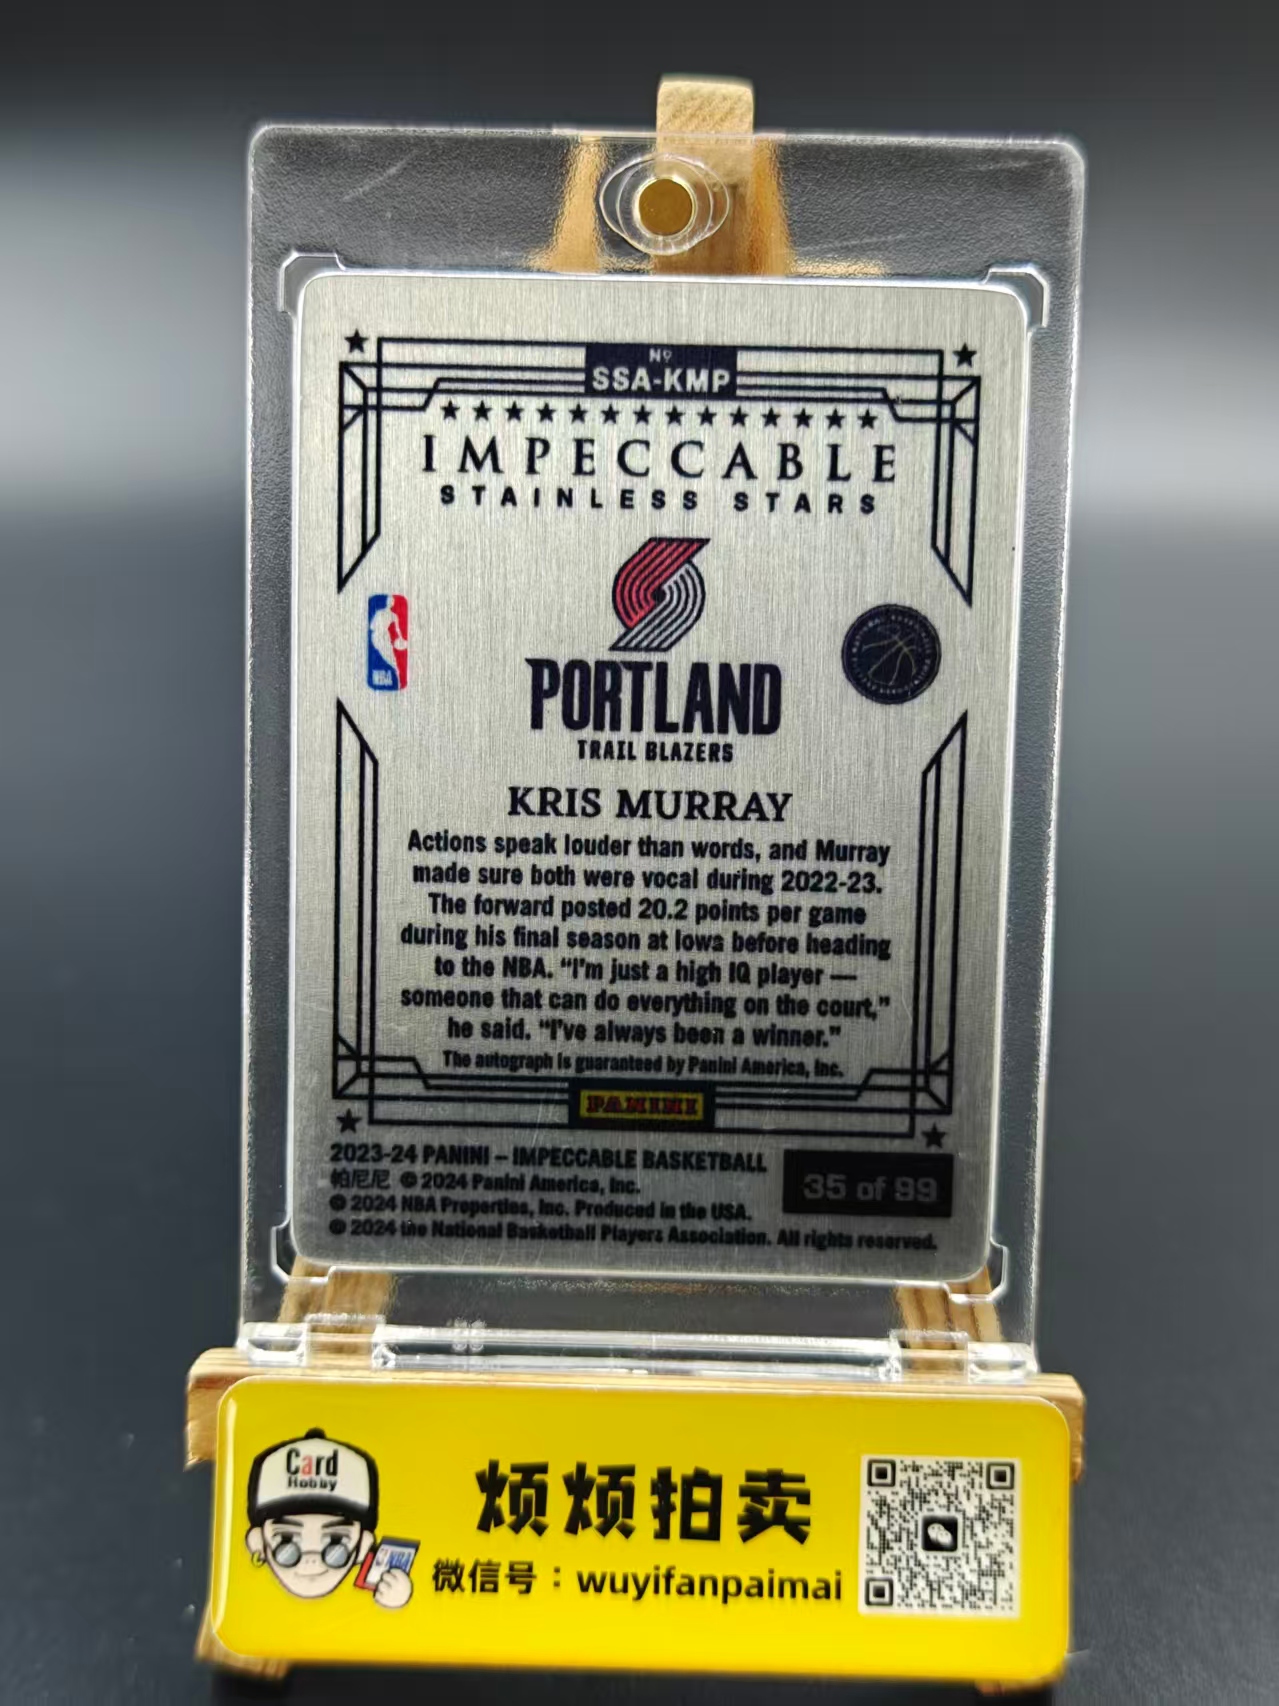 Nº
SSA-KMP
IMPECCABLE
STAINLESS STARS
NBA
PORTLAND
TRAIL BLAZERS
KRIS MURRAY
Actions speak louder than words, and Murray
made sure both were vocal during 2022-23.
The forward posted 20.2 points per game
during his final season at Iowa before heading
to the NBA. “I'm just a high IQ player —
someone that can do everything on the court,”
he said. “I've always been a winner.”
The autograph is guaranteed by Panini America, Inc.
PANINI
2023-24 PANINI – IMPECCABLE BASKETBALL
帕尼尼 © 2024 Panini America, Inc.
© 2024 NBA Properties, Inc. Produced in the USA.
© 2024 the National Basketball Players Association. All rights reserved.
35 of 99
Card
Hobby
NBA
烦烦拍卖
微信号：wuyifanpaimai